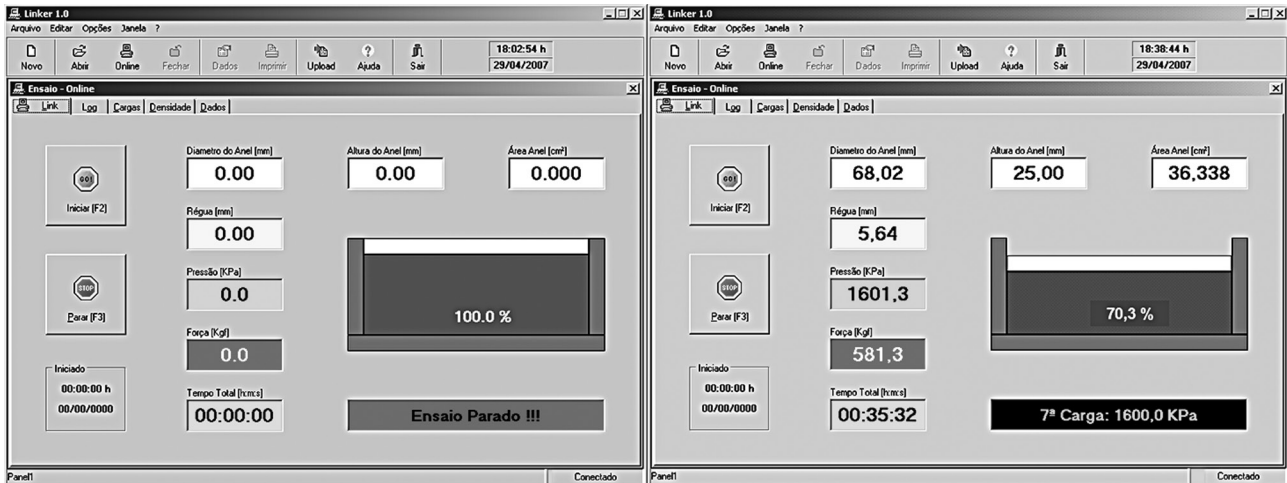 Linker 1.0
Arquivo Editar Opções Janela ?
Novo Abrir Online Fechar Dados Imprimir Upload Ajuda Sair
18:02:54 h
29/04/2007
Ensaio - Online
Link Log Cargas Densidade Dados
Diametro do Anel [mm] Altura do Anel [mm] Área Anel [cm²]
0.00 0.00 0.000
GO!
Iniciar [F2]
Régua [mm]
0.00
Pressão [KPa]
0.0
100.0 %
STOP
Parar [F3]
Força [Kgf]
0.0
Iniciado
00:00:00 h
00/00/0000
Tempo Total [h:m:s]
00:00:00
Ensaio Parado !!!
Panel1 Conectado
Linker 1.0
Arquivo Editar Opções Janela ?
Novo Abrir Online Fechar Dados Imprimir Upload Ajuda Sair
18:38:44 h
29/04/2007
Ensaio - Online
Link Log Cargas Densidade Dados
Diametro do Anel [mm] Altura do Anel [mm] Área Anel [cm²]
68,02 25,00 36,338
GO!
Iniciar [F2]
Régua [mm]
5,64
Pressão [KPa]
1601,3
70,3 %
STOP
Parar [F3]
Força [Kgf]
581,3
Iniciado
00:00:00 h
00/00/0000
Tempo Total [h:m:s]
00:35:32
7ª Carga: 1600,0 KPa
Panel1 Conectado